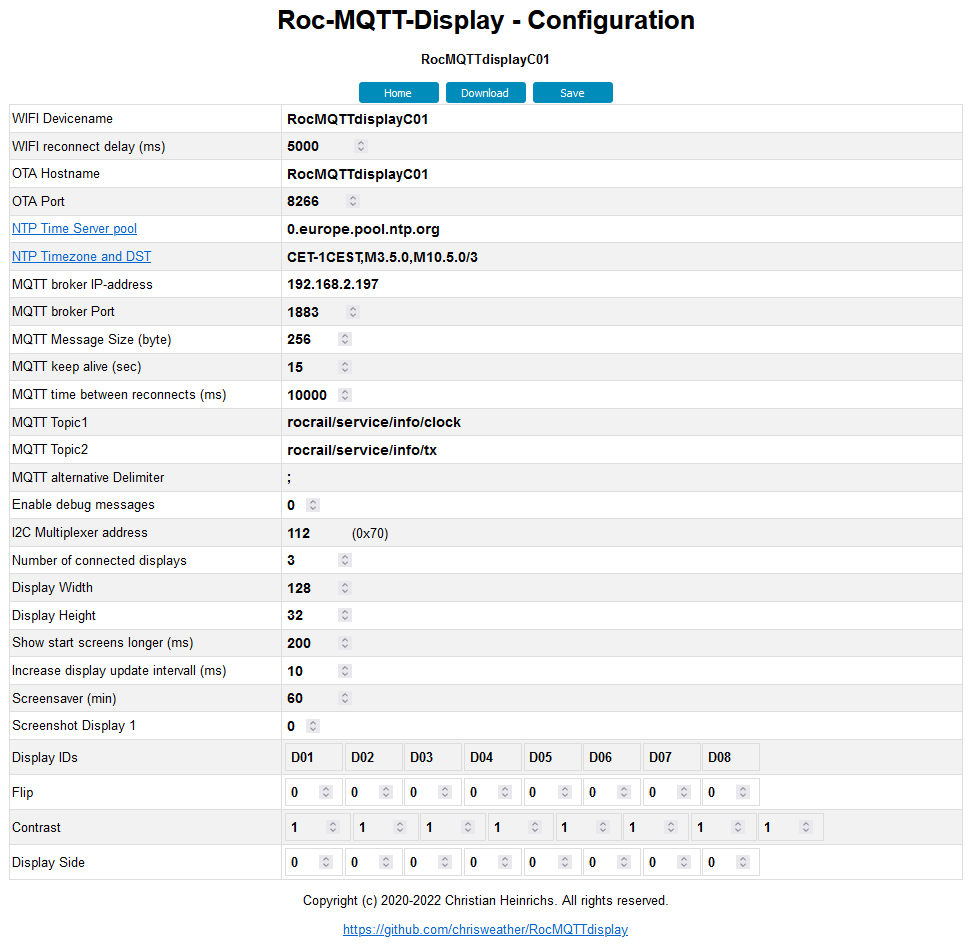 Roc-MQTT-Display - Configuration
RocMQTTdisplayC01
Home Download Save
WIFI Devicename RocMQTTdisplayC01
WIFI reconnect delay (ms) 5000
OTA Hostname RocMQTTdisplayC01
OTA Port 8266
NTP Time Server pool 0.europe.pool.ntp.org
NTP Timezone and DST CET-1CEST,M3.5.0,M10.5.0/3
MQTT broker IP-address 192.168.2.197
MQTT broker Port 1883
MQTT Message Size (byte) 256
MQTT keep alive (sec) 15
MQTT time between reconnects (ms) 10000
MQTT Topic1 rocrail/service/info/clock
MQTT Topic2 rocrail/service/info/tx
MQTT alternative Delimiter ;
Enable debug messages 0
I2C Multiplexer address 112 (0x70)
Number of connected displays 3
Display Width 128
Display Height 32
Show start screens longer (ms) 200
Increase display update intervall (ms) 10
Screensaver (min) 60
Screenshot Display 1 0
Display IDs D01 D02 D03 D04 D05 D06 D07 D08
Flip 0 0 0 0 0 0 0 0
Contrast 1 1 1 1 1 1 1 1
Display Side 0 0 0 0 0 0 0 0
Copyright (c) 2020-2022 Christian Heinrichs. All rights reserved.
https://github.com/chrisweather/RocMQTTdisplay